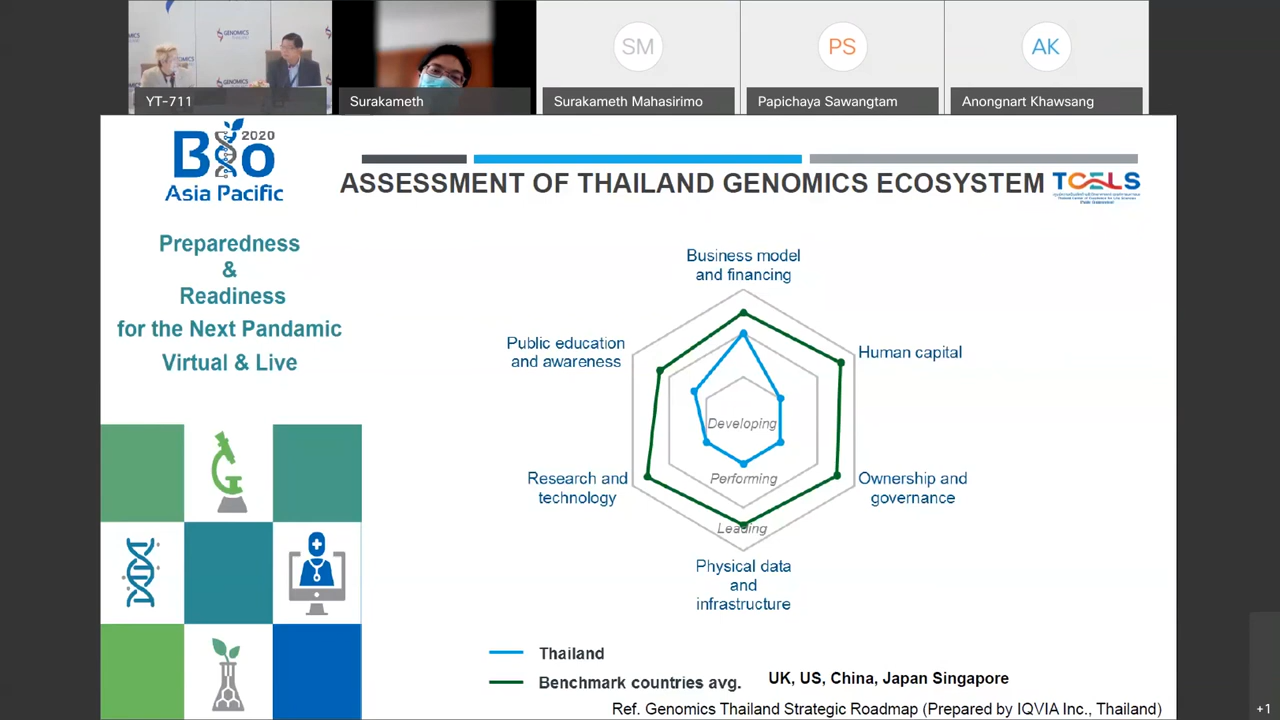 GENOMICS
GENOMICS
SM
PS
AK
YT-711
Surakameth
Surakameth Mahasirimo
Papichaya Sawangtam
Anongnart Khawsang
Bio 2020
Asia Pacific
ASSESSMENT OF THAILAND GENOMICS ECOSYSTEM
TCELS
Preparedness
&
Readiness
for the Next Pandamic
Virtual & Live
Business model
and financing
Public education
and awareness
Human capital
Developing
Performing
Research and
technology
Ownership and
governance
Leading
Physical data
and
infrastructure
Thailand
Benchmark countries avg.
UK, US, China, Japan Singapore
Ref. Genomics Thailand Strategic Roadmap (Prepared by IQVIA Inc., Thailand)
+1